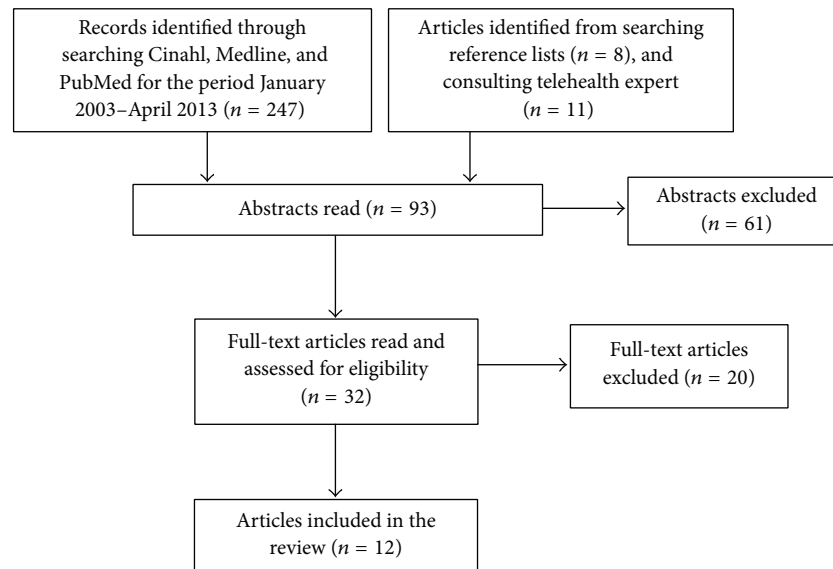 Records identified through
searching Cinahl, Medline, and
PubMed for the period January
2003–April 2013 (n = 247)
Articles identified from searching
reference lists (n = 8), and
consulting telehealth expert
(n = 11)
Abstracts read (n = 93)
Abstracts excluded
(n = 61)
Full-text articles read and
assessed for eligibility
(n = 32)
Full-text articles
excluded (n = 20)
Articles included in the
review (n = 12)